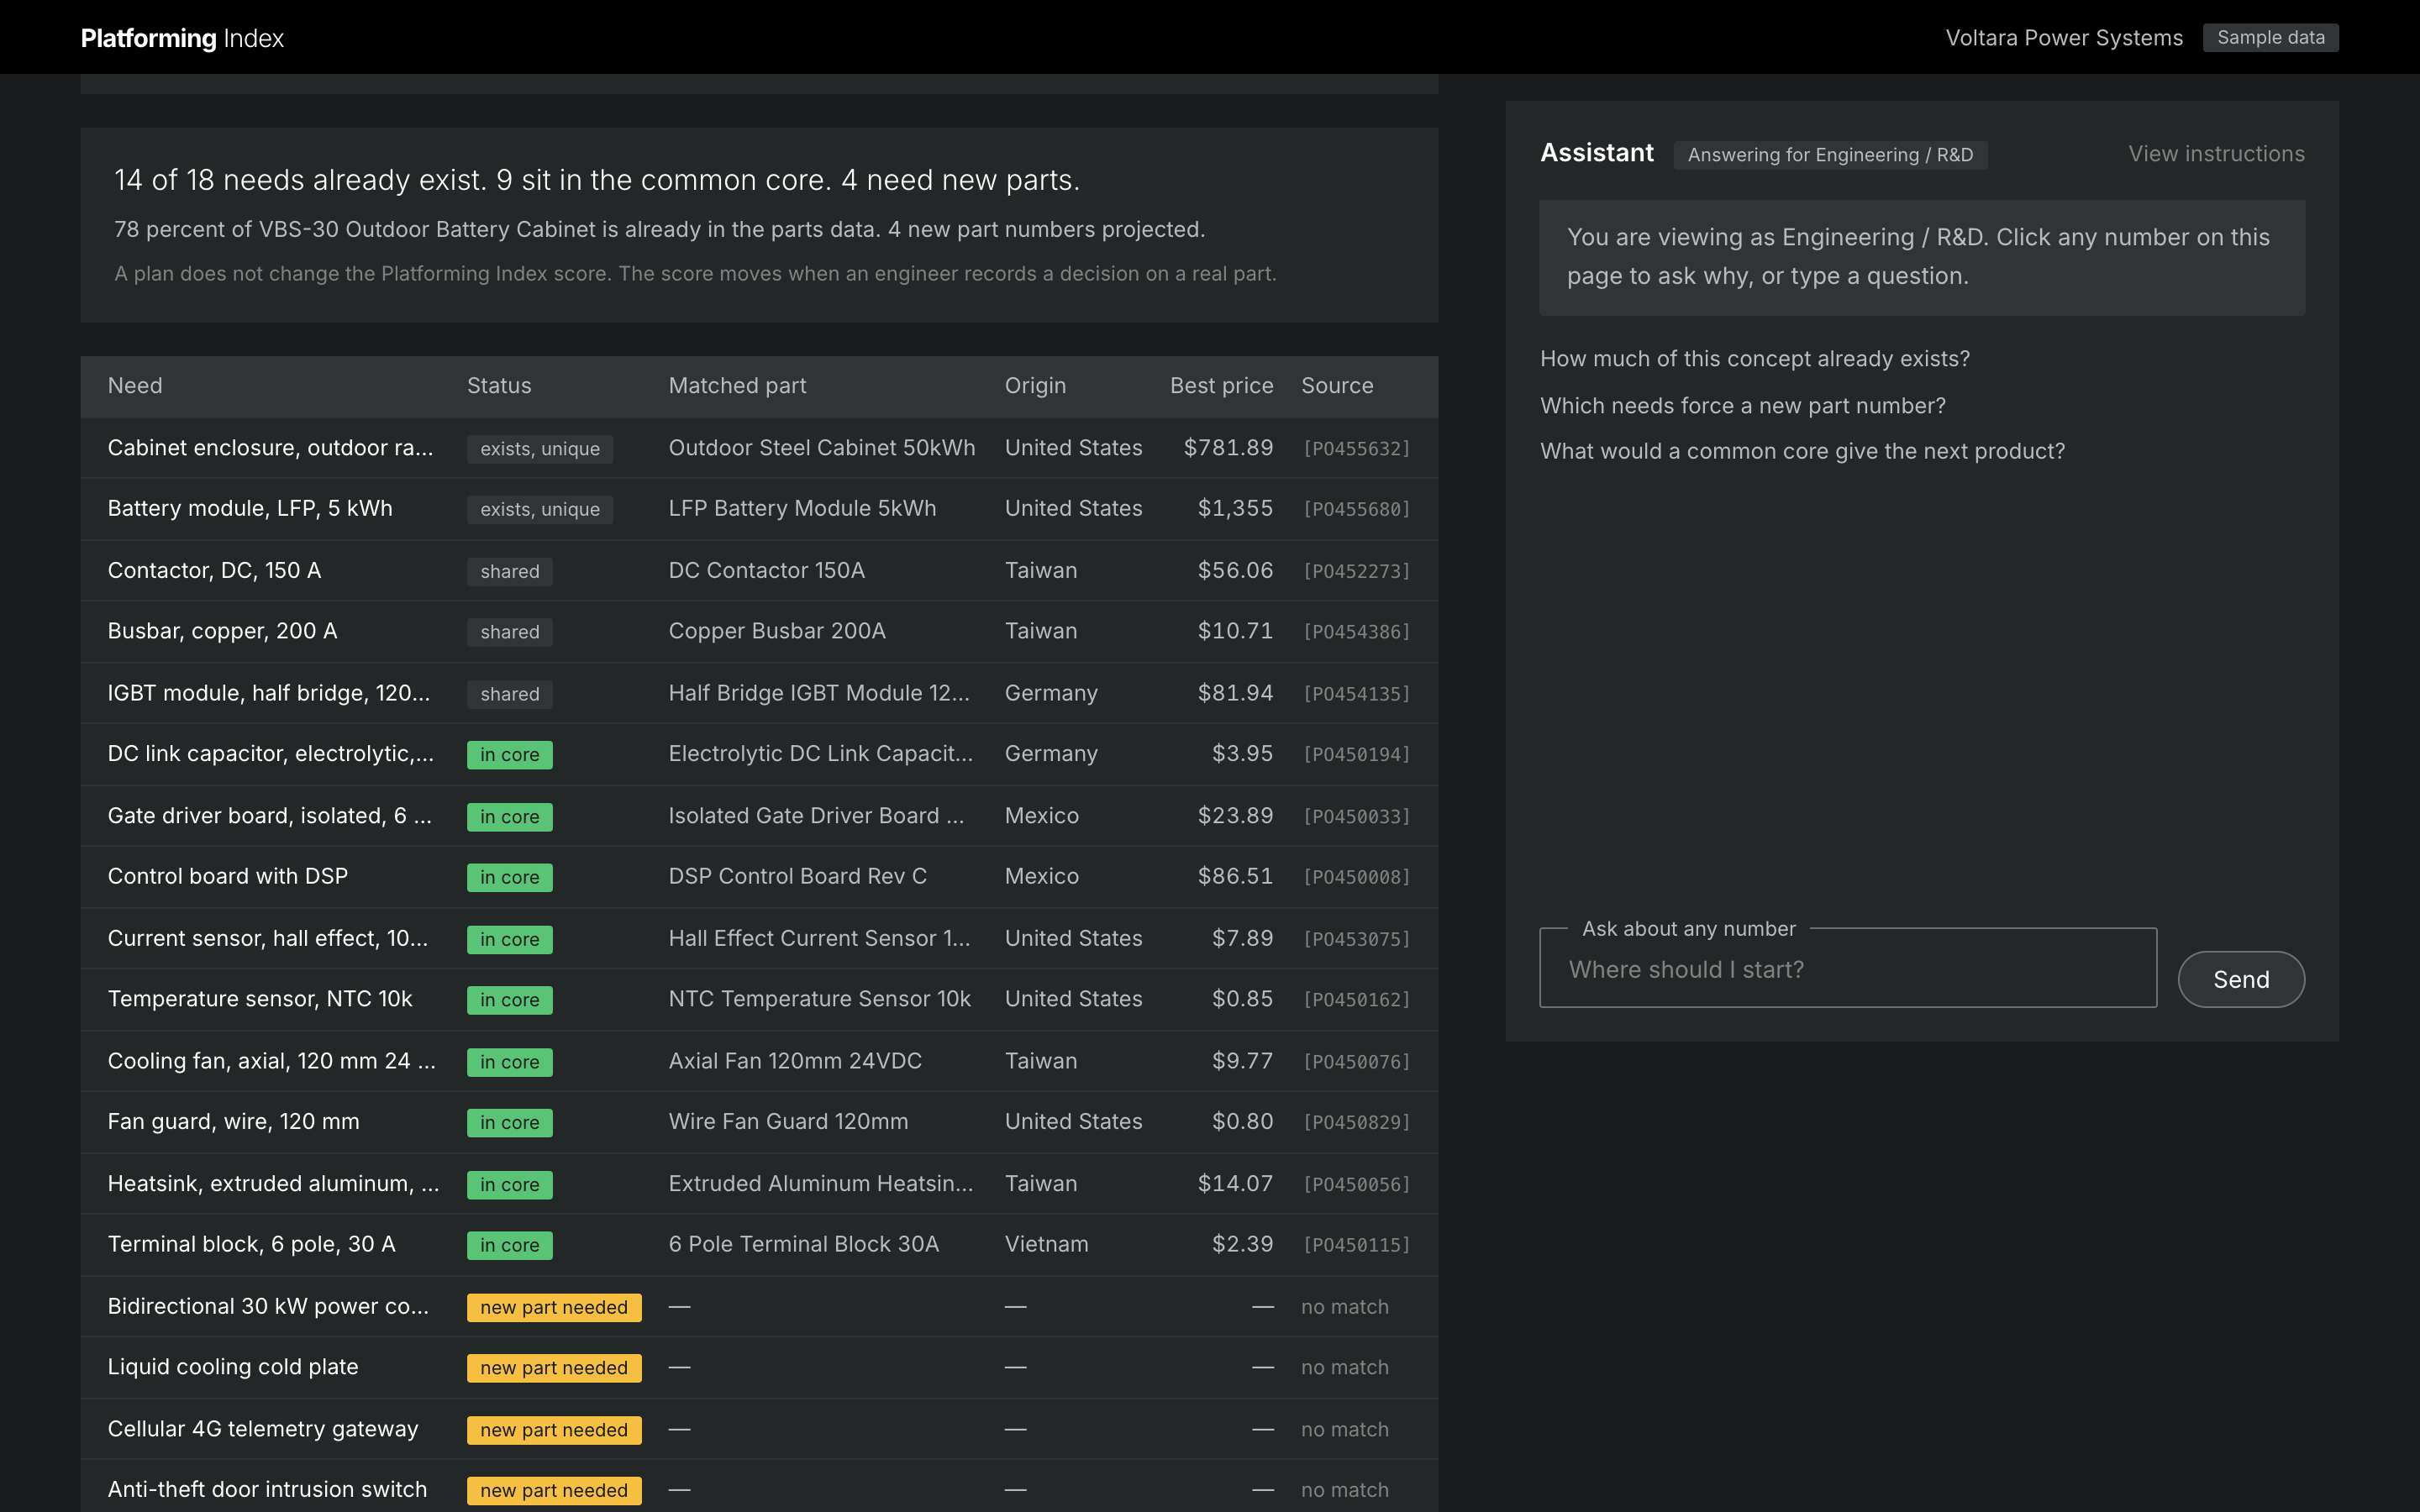 Platforming Index
Voltara Power Systems Sample data
14 of 18 needs already exist. 9 sit in the common core. 4 need new parts.
78 percent of VBS-30 Outdoor Battery Cabinet is already in the parts data. 4 new part numbers projected.
A plan does not change the Platforming Index score. The score moves when an engineer records a decision on a real part.
Need Status Matched part Origin Best price Source
Cabinet enclosure, outdoor ra... exists, unique Outdoor Steel Cabinet 50kWh United States $781.89 [PO455632]
Battery module, LFP, 5 kWh exists, unique LFP Battery Module 5kWh United States $1,355 [PO455680]
Contactor, DC, 150 A shared DC Contactor 150A Taiwan $56.06 [PO452273]
Busbar, copper, 200 A shared Copper Busbar 200A Taiwan $10.71 [PO454386]
IGBT module, half bridge, 120... shared Half Bridge IGBT Module 12... Germany $81.94 [PO454135]
DC link capacitor, electrolytic,... in core Electrolytic DC Link Capacit... Germany $3.95 [PO450194]
Gate driver board, isolated, 6 ... in core Isolated Gate Driver Board ... Mexico $23.89 [PO450033]
Control board with DSP in core DSP Control Board Rev C Mexico $86.51 [PO450008]
Current sensor, hall effect, 10... in core Hall Effect Current Sensor 1... United States $7.89 [PO453075]
Temperature sensor, NTC 10k in core NTC Temperature Sensor 10k United States $0.85 [PO450162]
Cooling fan, axial, 120 mm 24 ... in core Axial Fan 120mm 24VDC Taiwan $9.77 [PO450076]
Fan guard, wire, 120 mm in core Wire Fan Guard 120mm United States $0.80 [PO450829]
Heatsink, extruded aluminum, ... in core Extruded Aluminum Heatsin... Taiwan $14.07 [PO450056]
Terminal block, 6 pole, 30 A in core 6 Pole Terminal Block 30A Vietnam $2.39 [PO450115]
Bidirectional 30 kW power co... new part needed — — — no match
Liquid cooling cold plate new part needed — — — no match
Cellular 4G telemetry gateway new part needed — — — no match
Anti-theft door intrusion switch new part needed — — — no match
Assistant Answering for Engineering / R&D View instructions
You are viewing as Engineering / R&D. Click any number on this
page to ask why, or type a question.
How much of this concept already exists?
Which needs force a new part number?
What would a common core give the next product?
Ask about any number
Where should I start?
Send